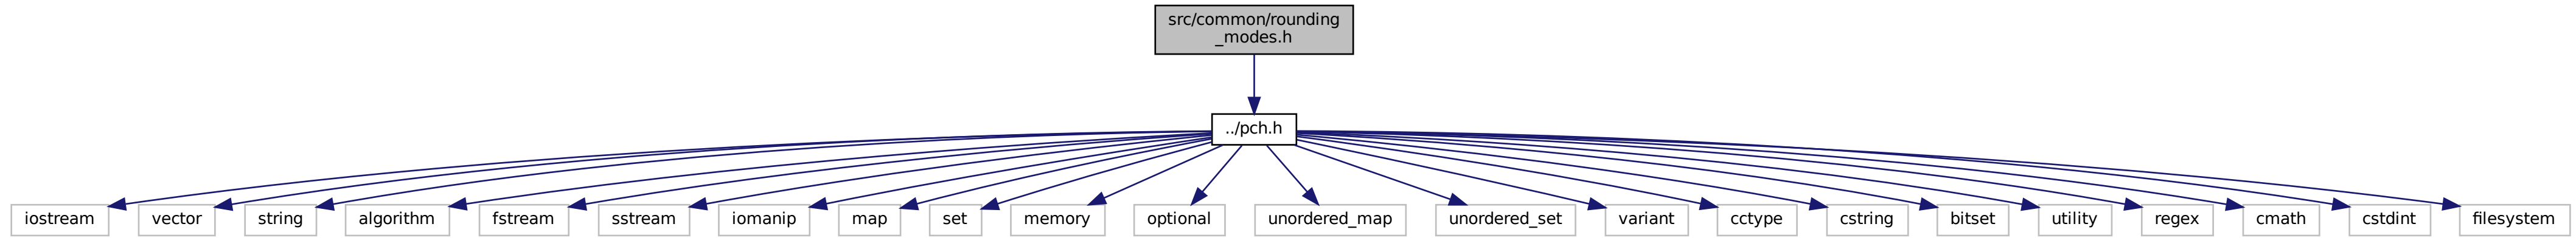 src/common/rounding
_modes.h
../pch.h
iostream
vector
string
algorithm
fstream
sstream
iomanip
map
set
memory
optional
unordered_map
unordered_set
variant
cctype
cstring
bitset
utility
regex
cmath
cstdint
filesystem